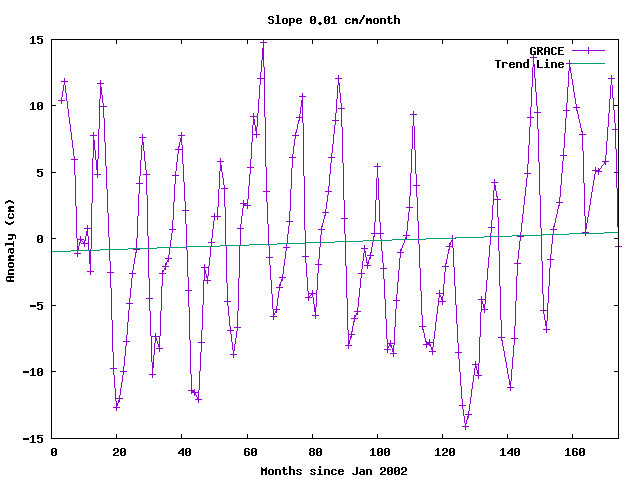 Slope 0.01 cm/month
GRACE
Trend Line
Anomaly (cm)
15
10
5
0
-5
-10
-15
0 20 40 60 80 100 120 140 160
Months since Jan 2002